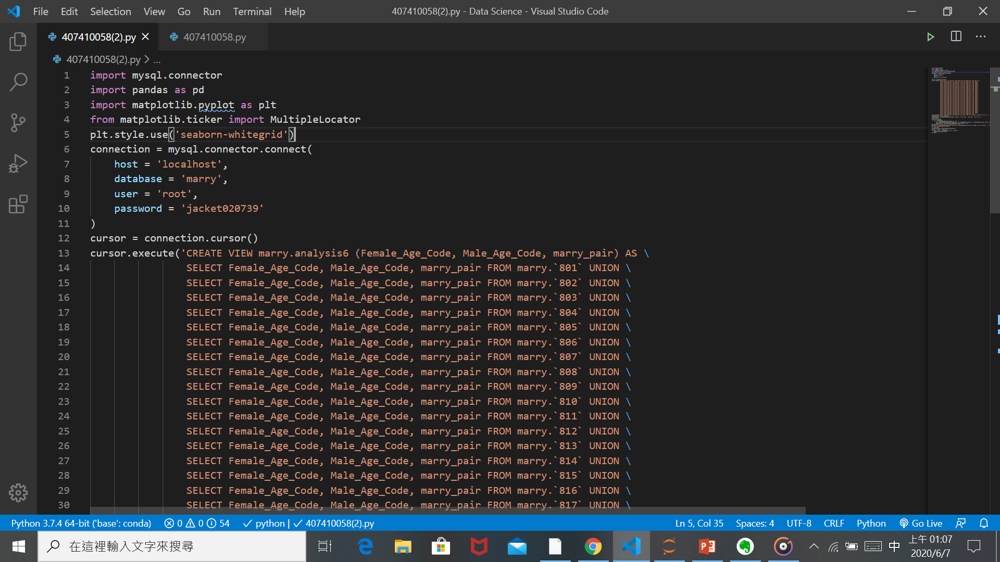 File Edit Selection View Go Run Terminal Help
407410058(2).py - Data Science - Visual Studio Code
407410058(2).py
407410058.py
407410058(2).py > ...
1 import mysql.connector
2 import pandas as pd
3 import matplotlib.pyplot as plt
4 from matplotlib.ticker import MultipleLocator
5 plt.style.use('seaborn-whitegrid')
6 connection = mysql.connector.connect(
7 host = 'localhost',
8 database = 'marry',
9 user = 'root',
10 password = 'jacket020739'
11 )
12 cursor = connection.cursor()
13 cursor.execute('CREATE VIEW marry.analysis6 (Female_Age_Code, Male_Age_Code, marry_pair) AS \
14 SELECT Female_Age_Code, Male_Age_Code, marry_pair FROM marry.`801` UNION \
15 SELECT Female_Age_Code, Male_Age_Code, marry_pair FROM marry.`802` UNION \
16 SELECT Female_Age_Code, Male_Age_Code, marry_pair FROM marry.`803` UNION \
17 SELECT Female_Age_Code, Male_Age_Code, marry_pair FROM marry.`804` UNION \
18 SELECT Female_Age_Code, Male_Age_Code, marry_pair FROM marry.`805` UNION \
19 SELECT Female_Age_Code, Male_Age_Code, marry_pair FROM marry.`806` UNION \
20 SELECT Female_Age_Code, Male_Age_Code, marry_pair FROM marry.`807` UNION \
21 SELECT Female_Age_Code, Male_Age_Code, marry_pair FROM marry.`808` UNION \
22 SELECT Female_Age_Code, Male_Age_Code, marry_pair FROM marry.`809` UNION \
23 SELECT Female_Age_Code, Male_Age_Code, marry_pair FROM marry.`810` UNION \
24 SELECT Female_Age_Code, Male_Age_Code, marry_pair FROM marry.`811` UNION \
25 SELECT Female_Age_Code, Male_Age_Code, marry_pair FROM marry.`812` UNION \
26 SELECT Female_Age_Code, Male_Age_Code, marry_pair FROM marry.`813` UNION \
27 SELECT Female_Age_Code, Male_Age_Code, marry_pair FROM marry.`814` UNION \
28 SELECT Female_Age_Code, Male_Age_Code, marry_pair FROM marry.`815` UNION \
29 SELECT Female_Age_Code, Male_Age_Code, marry_pair FROM marry.`816` UNION \
30 SELECT Female_Age_Code, Male_Age_Code, marry_pair FROM marry.`817` UNION \
Python 3.7.4 64-bit ('base': conda) 0 0 54 python | 407410058(2).py Ln 5, Col 35 Spaces: 4 UTF-8 CRLF Python Go Live
在這裡輸入文字來搜尋
中
上午 01:07
2020/6/7